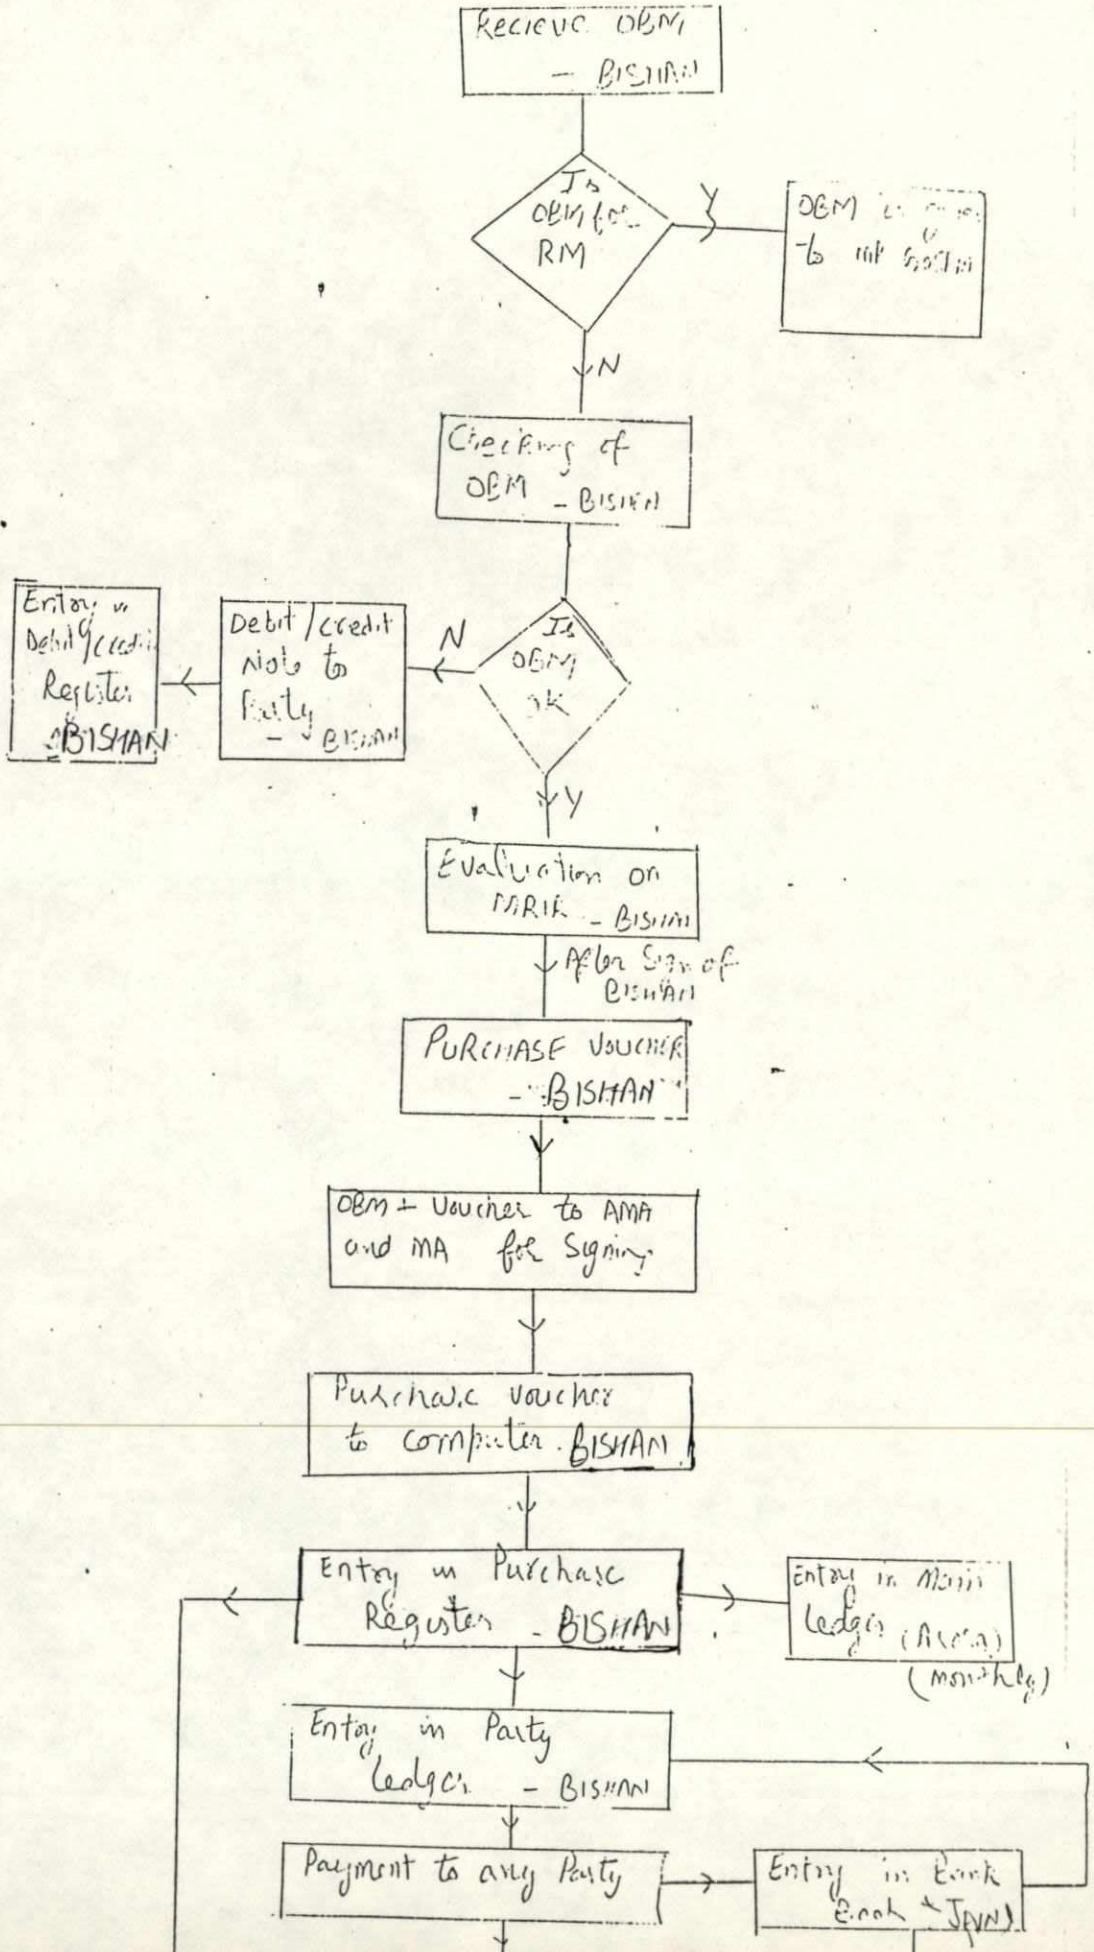 Recieve OBM
- BISHAN
Is
OBM for
RM
Y
OBM
to
N
Checking of
OBM - BISHEN
Is
OBM
ok
N
Debit/credit
Note to
Party
- BISHAN
Entry in
Debit/credit
Register
- BISHAN
Y
Evaluation on
MRIR - BISHAN
After Sign of
BISHAN
PURCHASE VOUCHER
- BISHAN
OBM + Voucher to AMA
and MA for Signing
Purchase voucher
to computer. BISHAN
Entry in Purchase
Register - BISHAN
Entry in Main
Ledger
(monthly)
Entry in Party
Ledger - BISHAN
Payment to any Party
Entry in Bank
Book